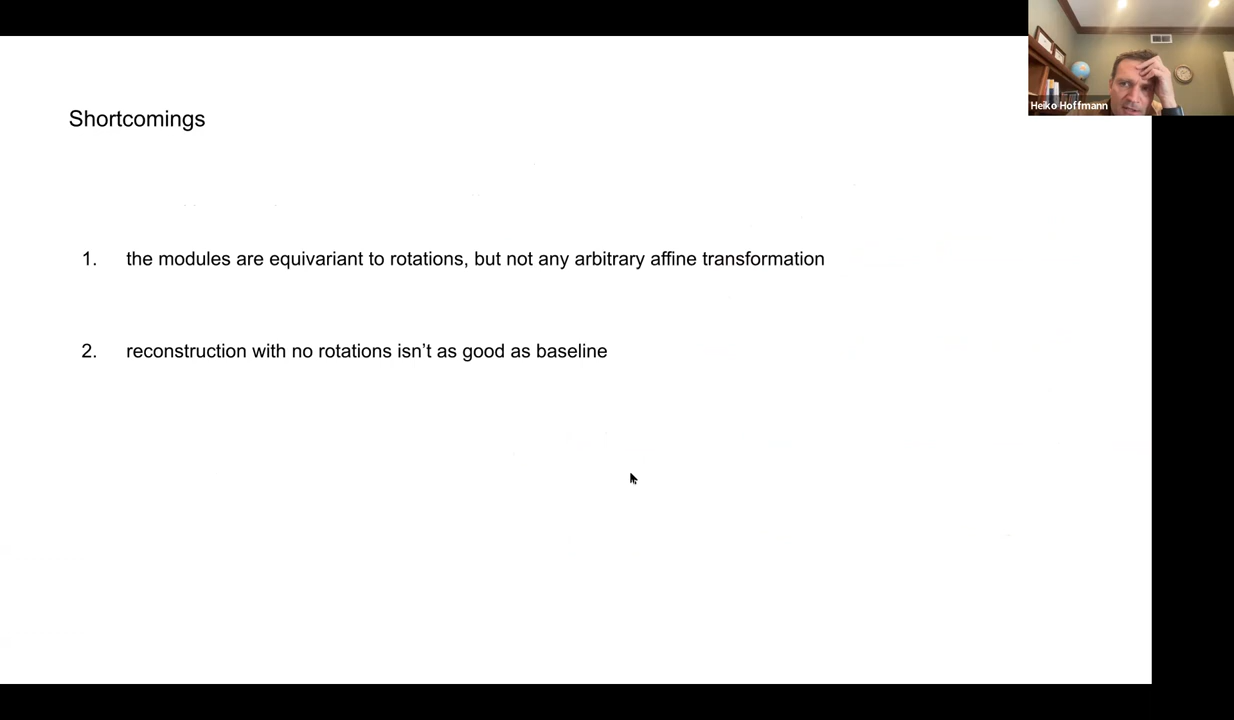 Heiko Hoffmann
Shortcomings
1. the modules are equivariant to rotations, but not any arbitrary affine transformation
2. reconstruction with no rotations isn’t as good as baseline